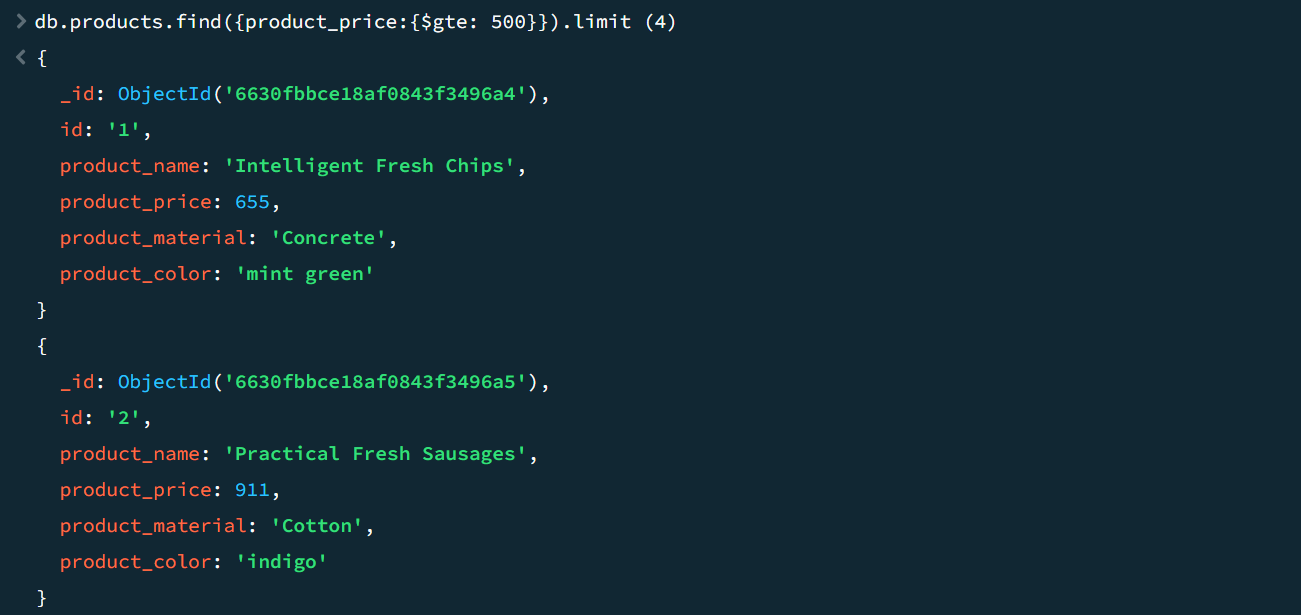 > db.products.find({product_price:{$gte: 500}}).limit (4)
< {
_id: ObjectId('6630fbbce18af0843f3496a4'),
id: '1',
product_name: 'Intelligent Fresh Chips',
product_price: 655,
product_material: 'Concrete',
product_color: 'mint green'
}
{
_id: ObjectId('6630fbbce18af0843f3496a5'),
id: '2',
product_name: 'Practical Fresh Sausages',
product_price: 911,
product_material: 'Cotton',
product_color: 'indigo'
}